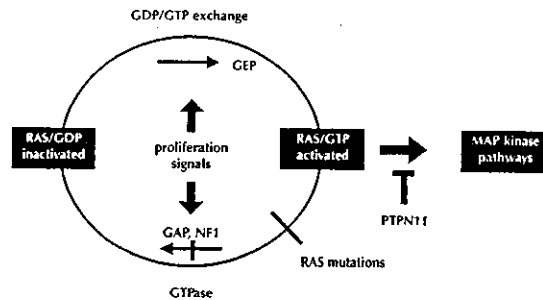 GDP/GTP exchange
GEP
RAS/GDP
inactivated
proliferation
signals
RAS/GTP
activated
MAP kinase
pathways
PTPN11
GAP, NF1
RAS mutations
GTPase